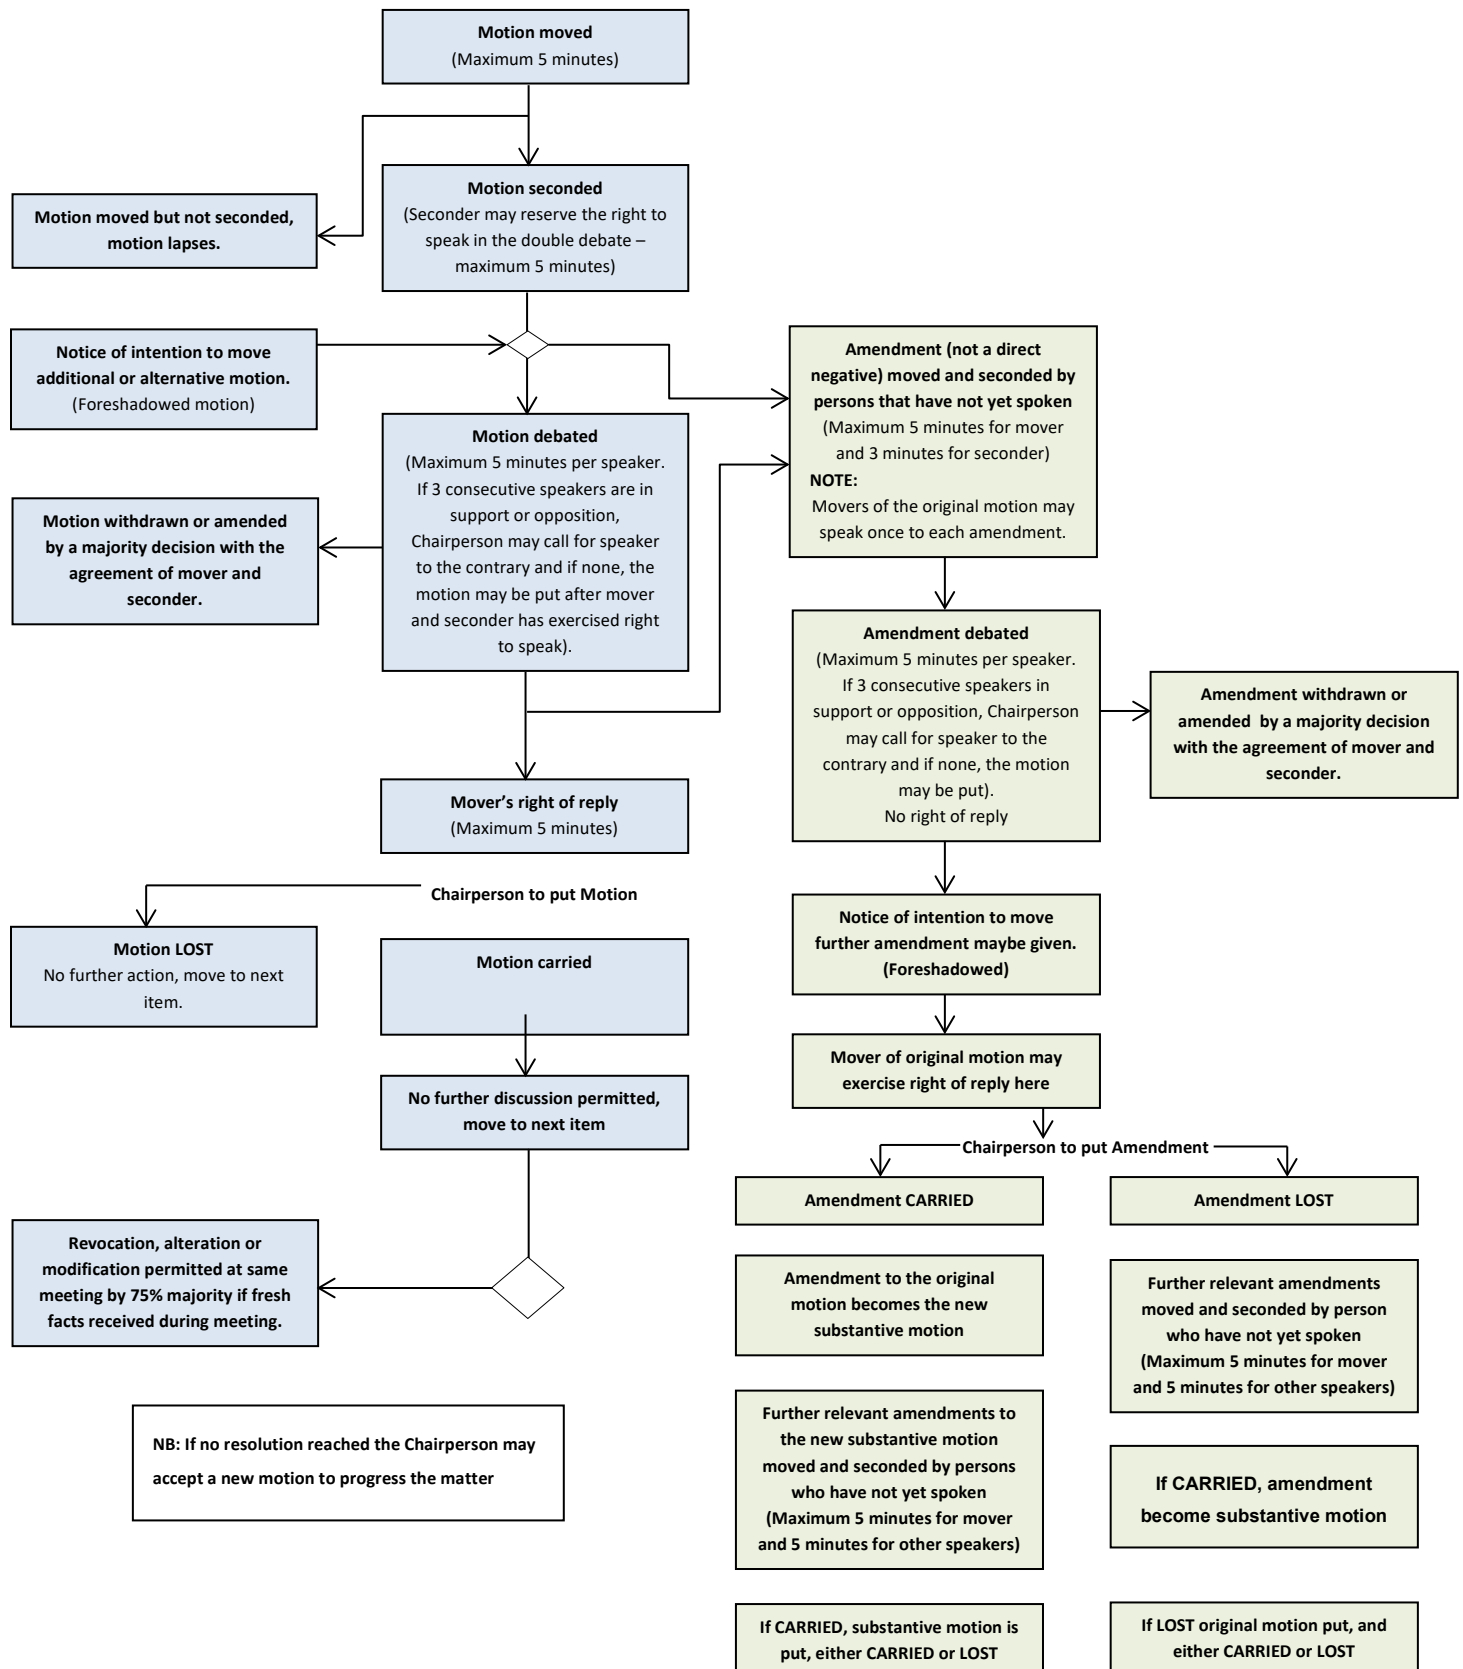 Motion moved
(Maximum 5 minutes)
Motion seconded
(Seconder may reserve the right to
speak in the double debate –
maximum 5 minutes)
Motion moved but not seconded,
motion lapses.
Notice of intention to move
additional or alternative motion.
(Foreshadowed motion)
Motion debated
(Maximum 5 minutes per speaker.
If 3 consecutive speakers are in
support or opposition,
Chairperson may call for speaker
to the contrary and if none, the
motion may be put after mover
and seconder has exercised right
to speak).
Motion withdrawn or amended
by a majority decision with the
agreement of mover and
seconder.
Mover’s right of reply
(Maximum 5 minutes)
Chairperson to put Motion
Motion LOST
No further action, move to next
item.
Motion carried
No further discussion permitted,
move to next item
Revocation, alteration or
modification permitted at same
meeting by 75% majority if fresh
facts received during meeting.
NB: If no resolution reached the Chairperson may
accept a new motion to progress the matter
Amendment (not a direct
negative) moved and seconded by
persons that have not yet spoken
(Maximum 5 minutes for mover
and 3 minutes for seconder)
NOTE:
Movers of the original motion may
speak once to each amendment.
Amendment debated
(Maximum 5 minutes per speaker.
If 3 consecutive speakers in
support or opposition, Chairperson
may call for speaker to the
contrary and if none, the motion
may be put).
No right of reply
Amendment withdrawn or
amended  by a majority decision
with the agreement of mover and
seconder.
Notice of intention to move
further amendment maybe given.
(Foreshadowed)
Mover of original motion may
exercise right of reply here
Chairperson to put Amendment
Amendment CARRIED
Amendment to the original
motion becomes the new
substantive motion
Further relevant amendments to
the new substantive motion
moved and seconded by persons
who have not yet spoken
(Maximum 5 minutes for mover
and 5 minutes for other speakers)
If CARRIED, substantive motion is
put, either CARRIED or LOST
Amendment LOST
Further relevant amendments
moved and seconded by person
who have not yet spoken
(Maximum 5 minutes for mover
and 5 minutes for other speakers)
If CARRIED, amendment
become substantive motion
If LOST original motion put, and
either CARRIED or LOST